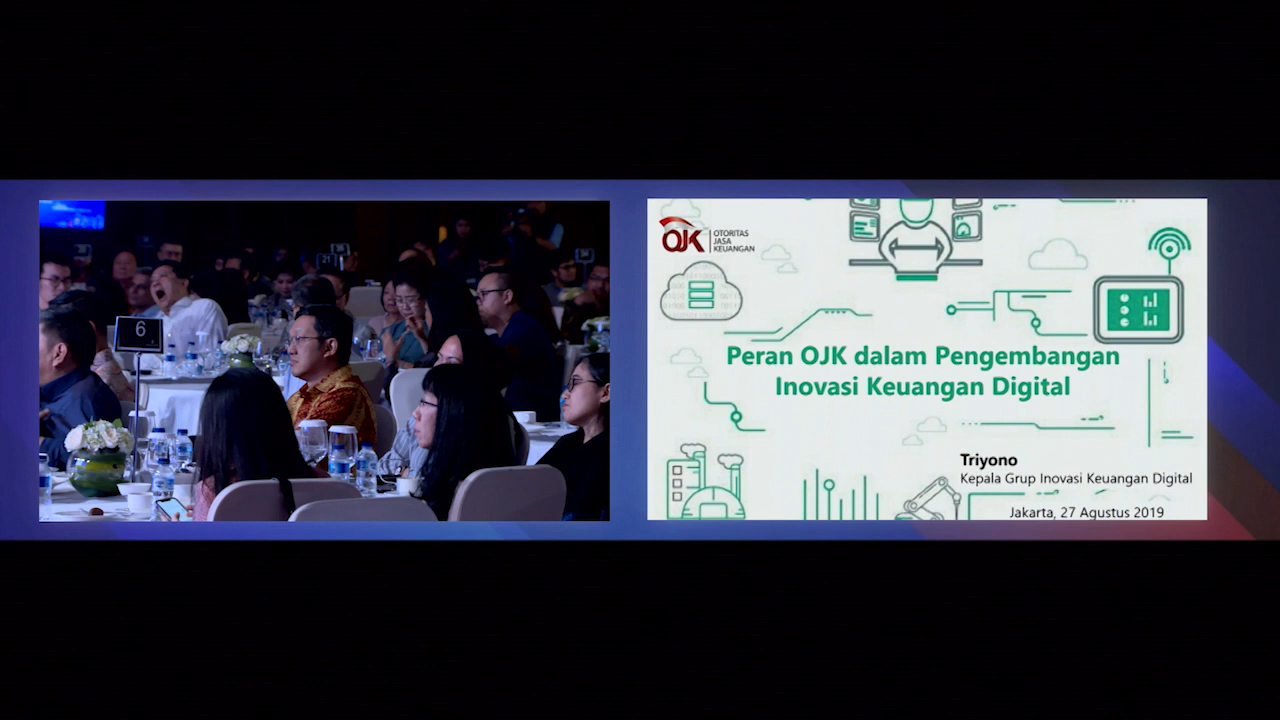 6
21
OJK
OTORITAS
JASA
KEUANGAN
Peran OJK dalam Pengembangan
Inovasi Keuangan Digital
Triyono
Kepala Grup Inovasi Keuangan Digital
Jakarta, 27 Agustus 2019